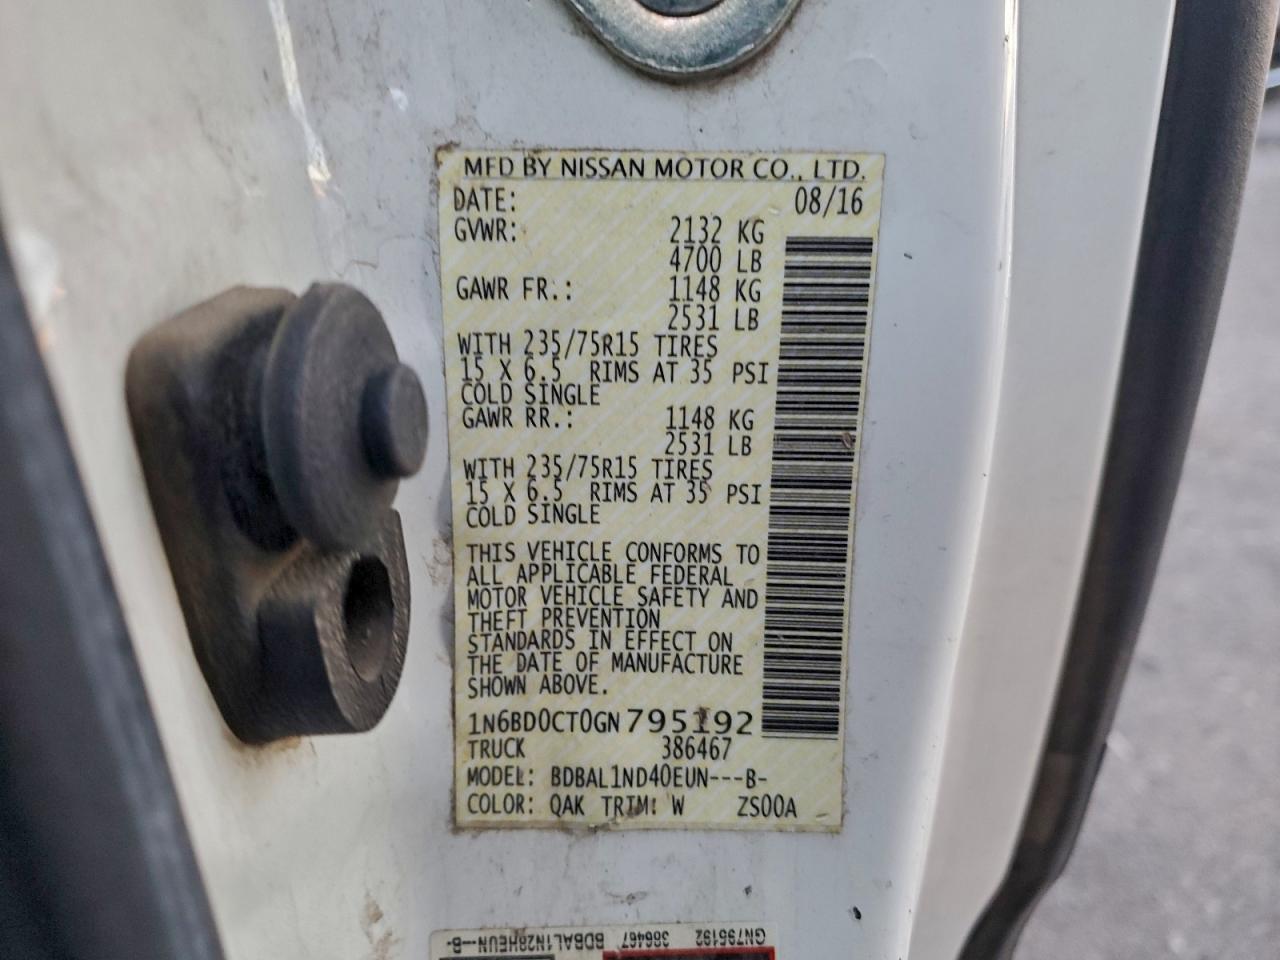 MFD BY NISSAN MOTOR CO., LTD.
DATE: 08/16
GVWR: 2132 KG
4700 LB
GAWR FR.: 1148 KG
2531 LB
WITH 235/75R15 TIRES
15 X 6.5 RIMS AT 35 PSI
COLD SINGLE
GAWR RR.: 1148 KG
2531 LB
WITH 235/75R15 TIRES
15 X 6.5 RIMS AT 35 PSI
COLD SINGLE
THIS VEHICLE CONFORMS TO
ALL APPLICABLE FEDERAL
MOTOR VEHICLE SAFETY AND
THEFT PREVENTION
STANDARDS IN EFFECT ON
THE DATE OF MANUFACTURE
SHOWN ABOVE.
1N6BD0CT0GN795192
TRUCK 386467
MODEL: BDBAL1ND40EUN---B-
COLOR: QAK TRIM: W ZS00A
GN795192 386467 BDBAL1N28HEUN--B-